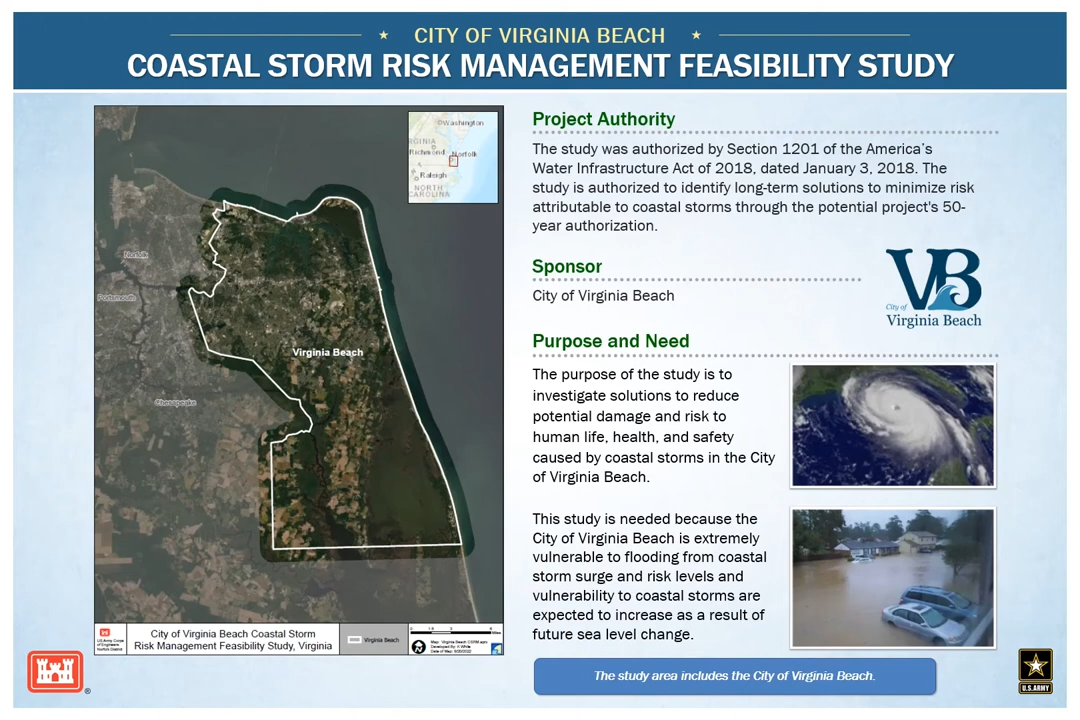 CITY OF VIRGINIA BEACH
COASTAL STORM RISK MANAGEMENT FEASIBILITY STUDY
Washington
Richmond
Norfolk
Raleigh
NORTH
CAROLINA
Norfolk
Portsmouth
Virginia Beach
Chesapeake
US Army Corps
of Engineers
Norfolk District
City of Virginia Beach Coastal Storm
Risk Management Feasibility Study, Virginia
Virginia Beach
Project Authority
The study was authorized by Section 1201 of the America's
Water Infrastructure Act of 2018, dated January 3, 2018. The
study is authorized to identify long-term solutions to minimize risk
attributable to coastal storms through the potential project's 50-
year authorization.
Sponsor
City of Virginia Beach
VB
City of
Virginia Beach
Purpose and Need
The purpose of the study is to
investigate solutions to reduce
potential damage and risk to
human life, health, and safety
caused by coastal storms in the City
of Virginia Beach.
This study is needed because the
City of Virginia Beach is extremely
vulnerable to flooding from coastal
storm surge and risk levels and
vulnerability to coastal storms are
expected to increase as a result of
future sea level change.
The study area includes the City of Virginia Beach.
®
U.S.ARMY